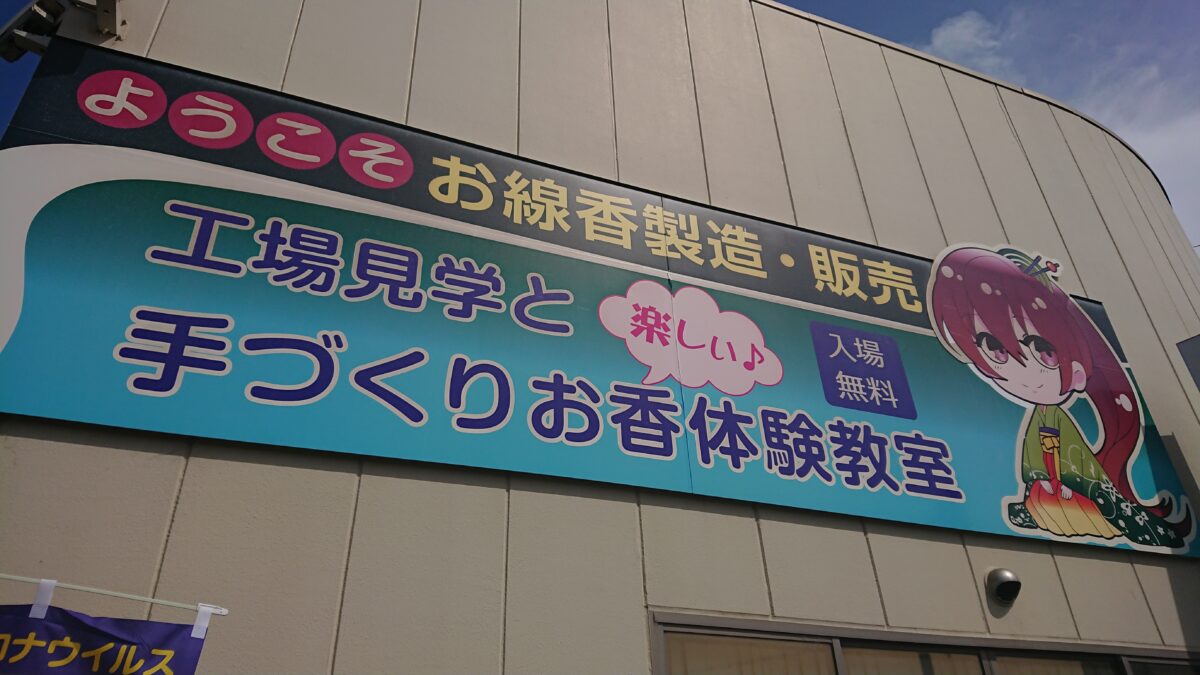 ようこそ お線香製造・販売
工場見学と
楽しい♪
手づくりお香体験教室
入場
無料
ロナウイルス